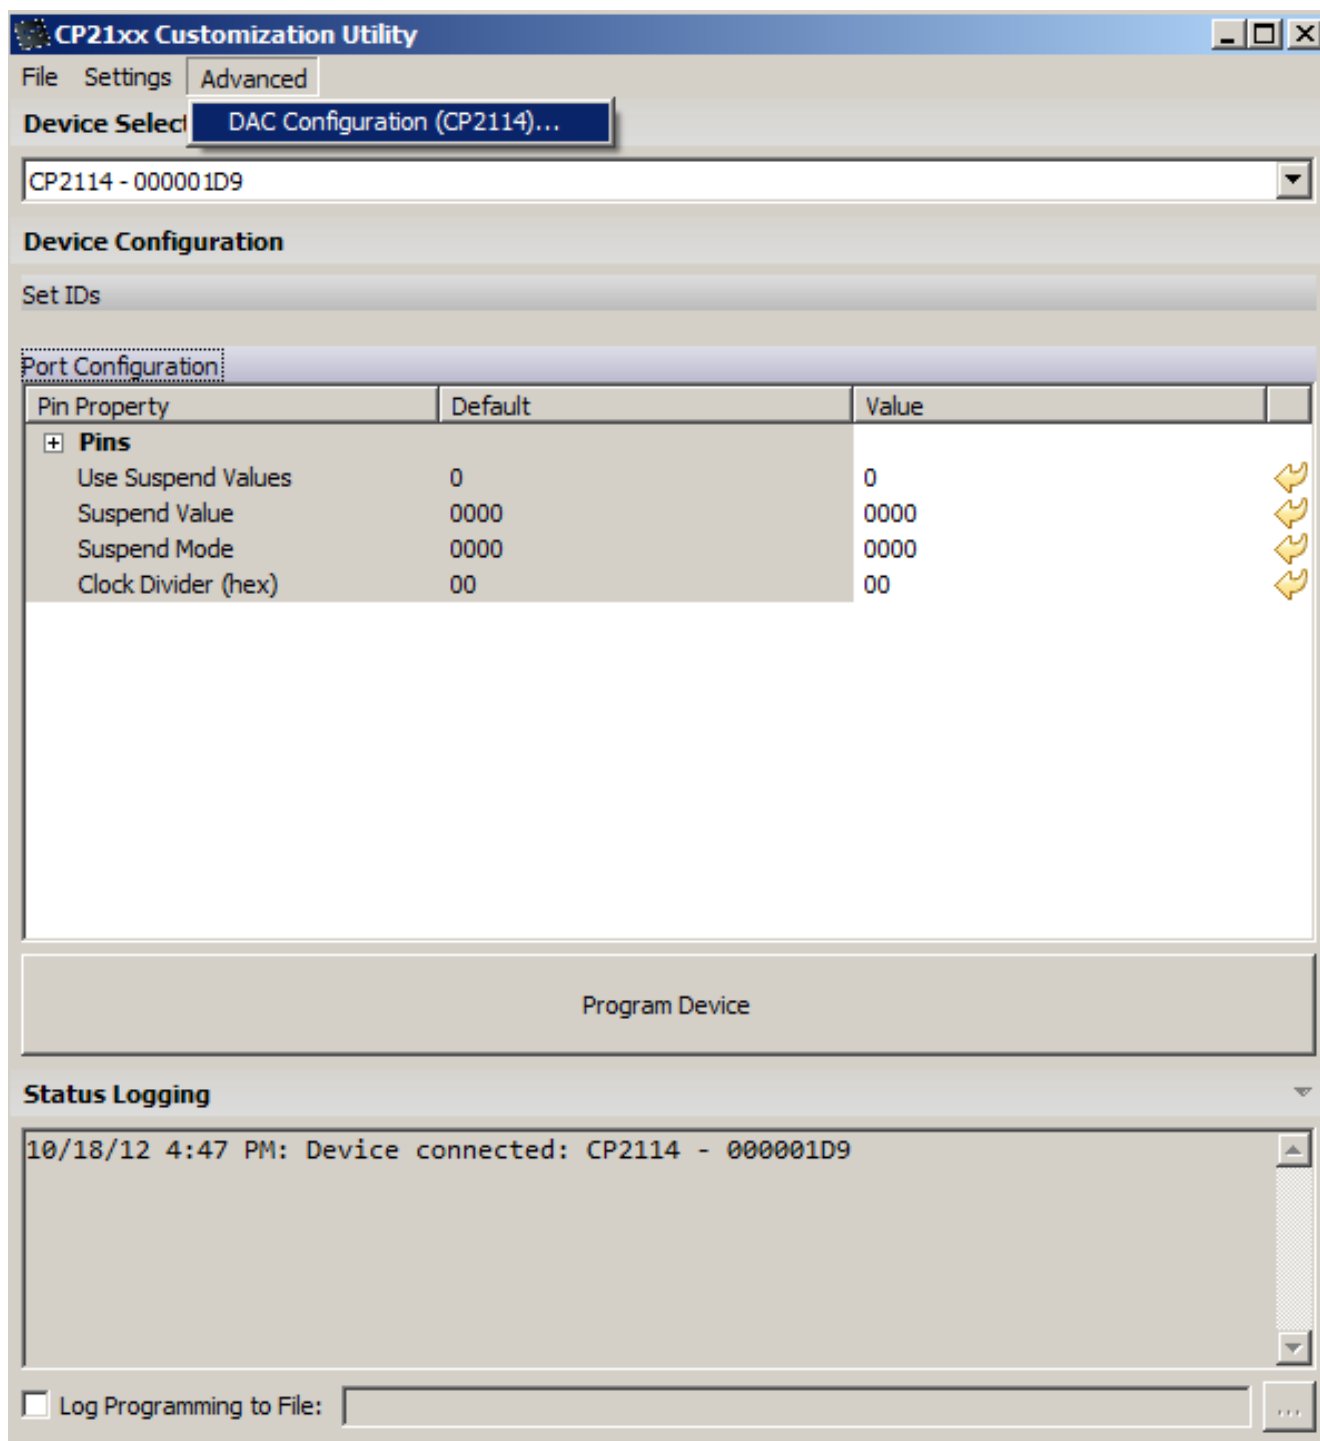 CP21xx Customization Utility
File Settings Advanced
DAC Configuration (CP2114)...
Device Selec
CP2114 - 000001D9
Device Configuration
Set IDs
Port Configuration
Pin Property Default Value
Pins
Use Suspend Values 0 0
Suspend Value 0000 0000
Suspend Mode 0000 0000
Clock Divider (hex) 00 00
Program Device
Status Logging
10/18/12 4:47 PM: Device connected: CP2114 - 000001D9
Log Programming to File: ...